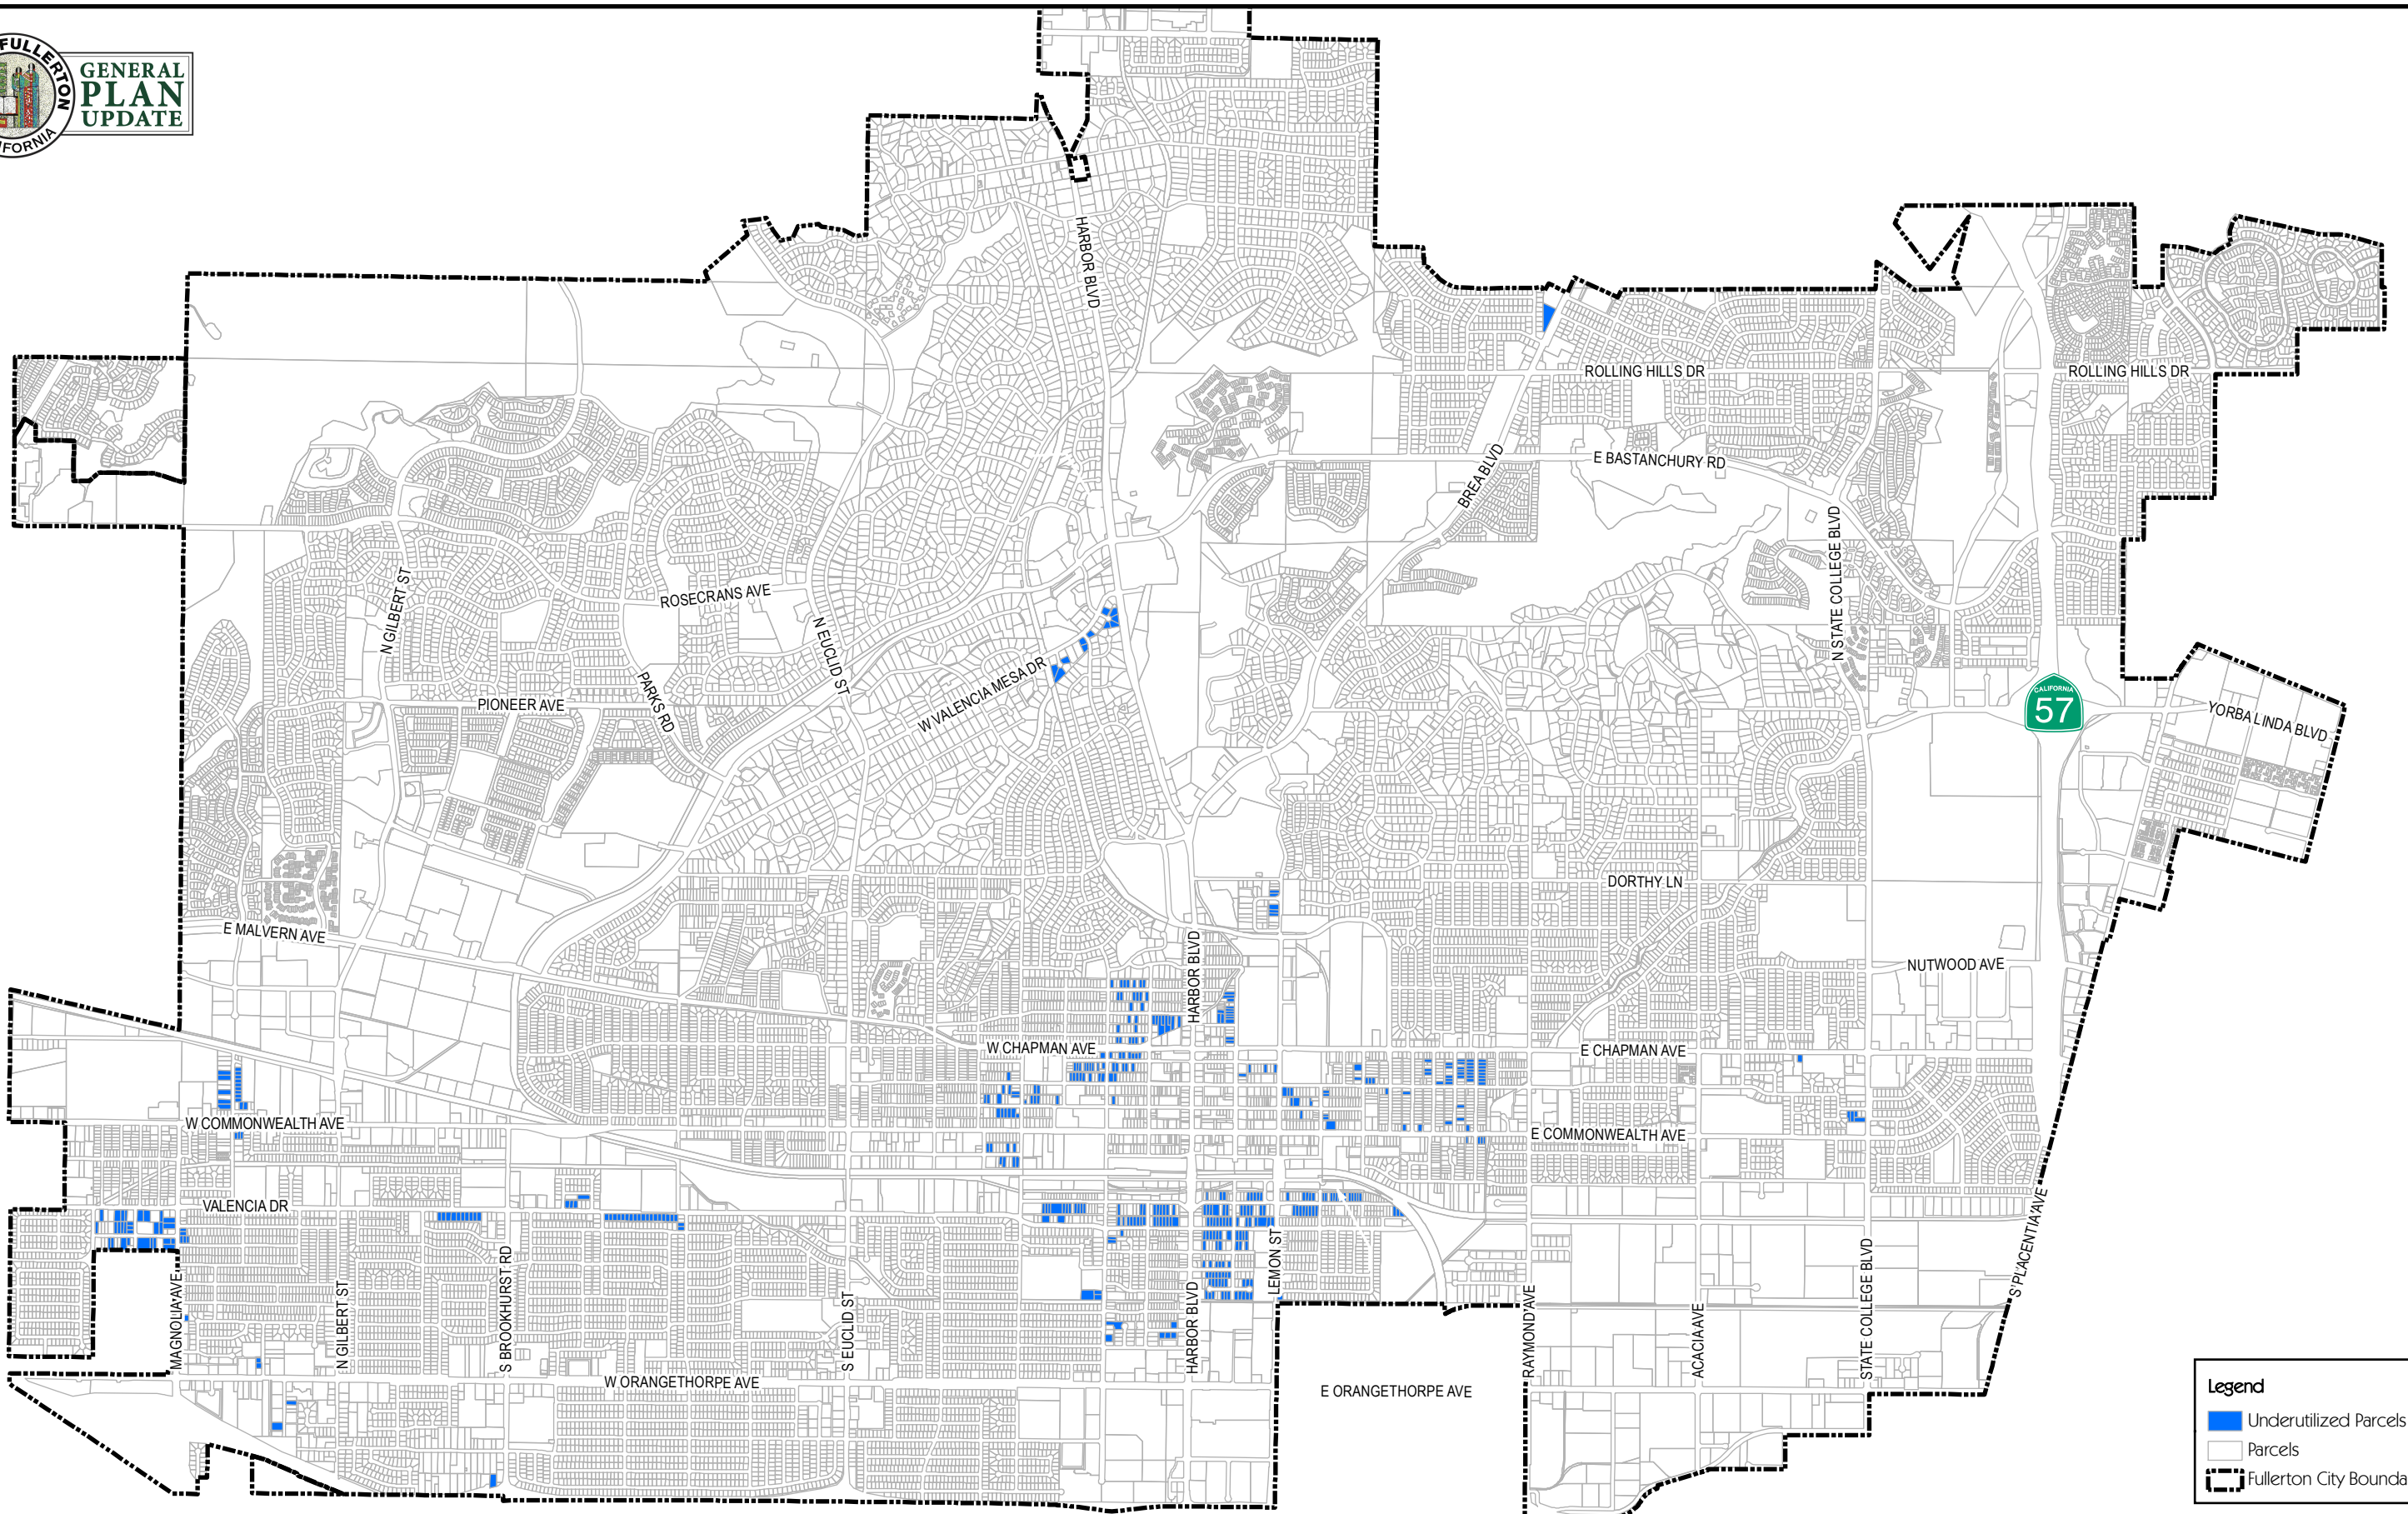 FULLERTON
CALIFORNIA
GENERAL
PLAN
UPDATE
HARBOR BLVD
ROLLING HILLS DR
ROLLING HILLS DR
E BASTANCHURY RD
BREA BLVD
N STATE COLLEGE BLVD
N GILBERT ST
ROSECRANS AVE
N EUCLID ST
W VALENCIA MESA DR
PARKS RD
PIONEER AVE
CALIFORNIA
57
YORBA LINDA BLVD
DORTHY LN
E MALVERN AVE
HARBOR BLVD
NUTWOOD AVE
W CHAPMAN AVE
E CHAPMAN AVE
W COMMONWEALTH AVE
E COMMONWEALTH AVE
VALENCIA DR
S PLACENTIA AVE
MAGNOLIA AVE
N GILBERT ST
S BROOKHURST RD
S EUCLID ST
HARBOR BLVD
LEMON ST
RAYMOND AVE
ACACIA AVE
STATE COLLEGE BLVD
W ORANGETHORPE AVE
E ORANGETHORPE AVE
Legend
Underutilized Parcels
Parcels
Fullerton City Bounda